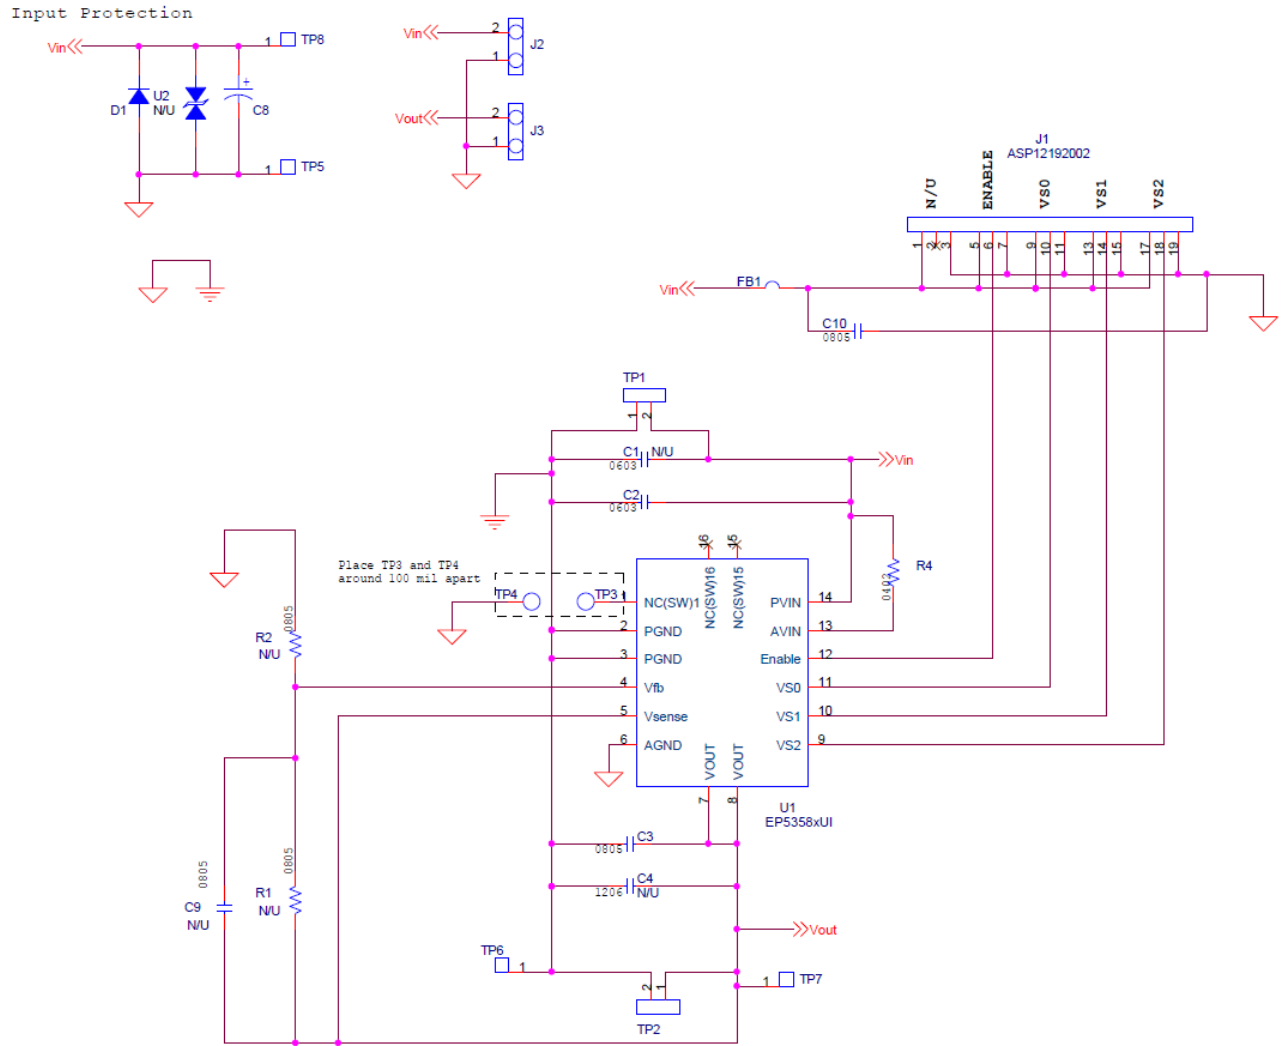 Input Protection
Vin
1
TP8
D1
U2
N/U
+
C8
1
TP5
Vin
2
1
J2
Vout
2
1
J3
J1
ASP12192002
N/U
ENABLE
VS0
VS1
VS2
1
2
3
5
6
7
9
10
11
13
14
15
17
18
19
Vin
FB1
C10
0805
TP1
1
2
C1
N/U
0603
Vin
C2
0603
Place TP3 and TP4
around 100 mil apart
TP4
TP3
R4
0402
16
15
NC(SW)16
NC(SW)15
1
NC(SW)1
PVIN
14
2
PGND
AVIN
13
3
PGND
Enable
12
4
Vfb
VS0
11
5
Vsense
VS1
10
6
AGND
VS2
9
VOUT
VOUT
7
8
U1
EP5358xUI
0805
R2
N/U
0805
0805
C9
N/U
R1
N/U
C3
0805
C4
1206
N/U
Vout
TP6
1
2
1
TP2
1
TP7